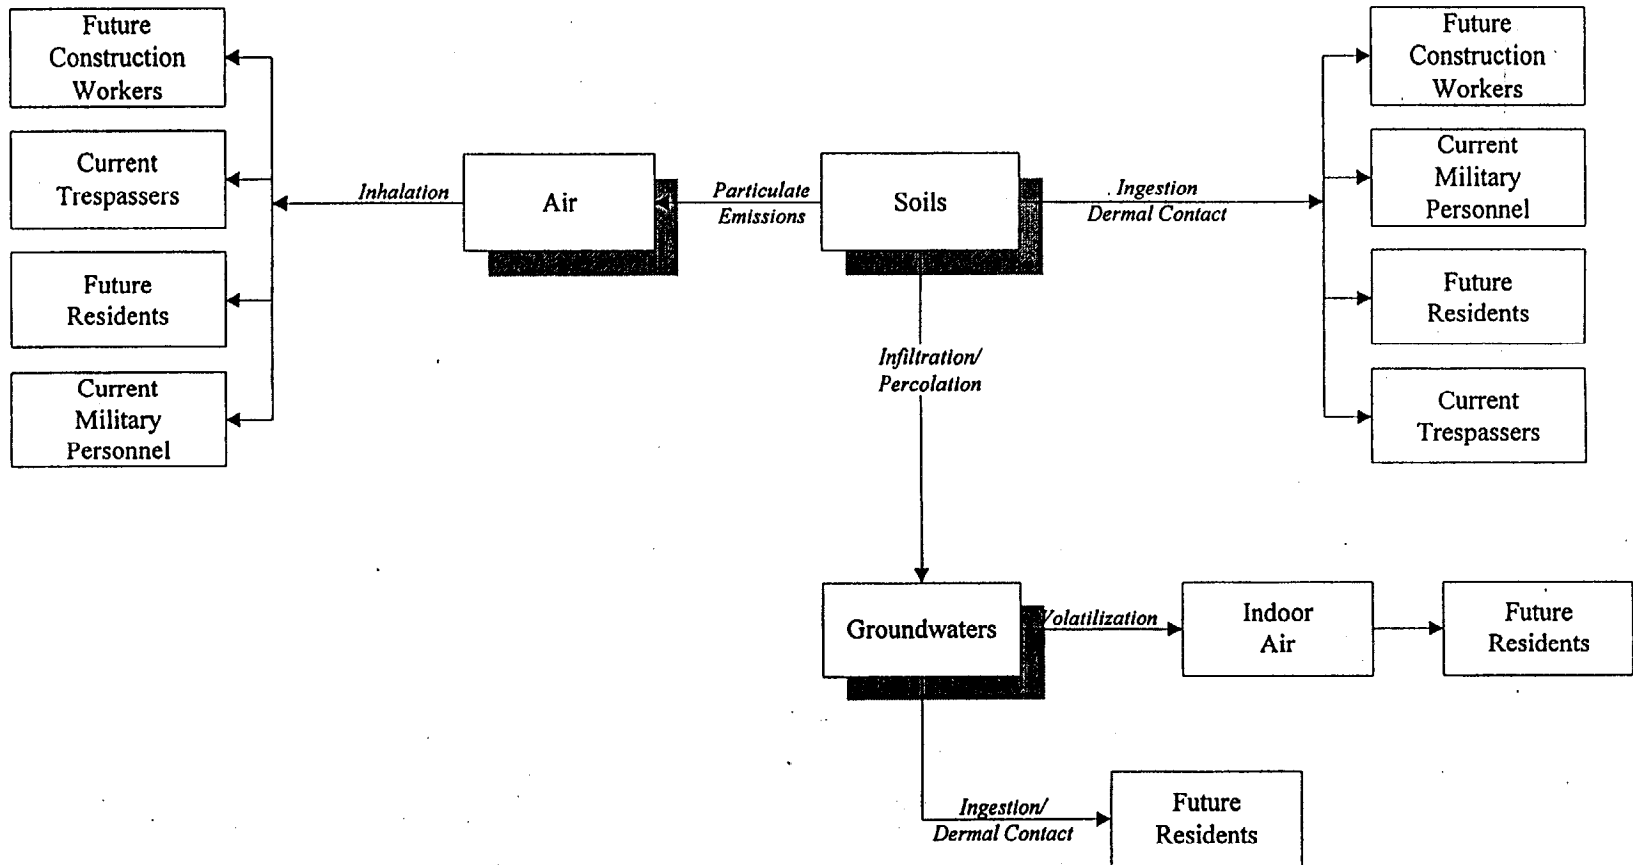 Future
Construction
Workers
Current
Trespassers
Future
Residents
Current
Military
Personnel
Inhalation
Air
Particulate
Emissions
Soils
Ingestion
Dermal Contact
Future
Construction
Workers
Current
Military
Personnel
Future
Residents
Current
Trespassers
Infiltration/
Percolation
Groundwaters
Volatilization
Indoor
Air
Future
Residents
Ingestion/
Dermal Contact
Future
Residents